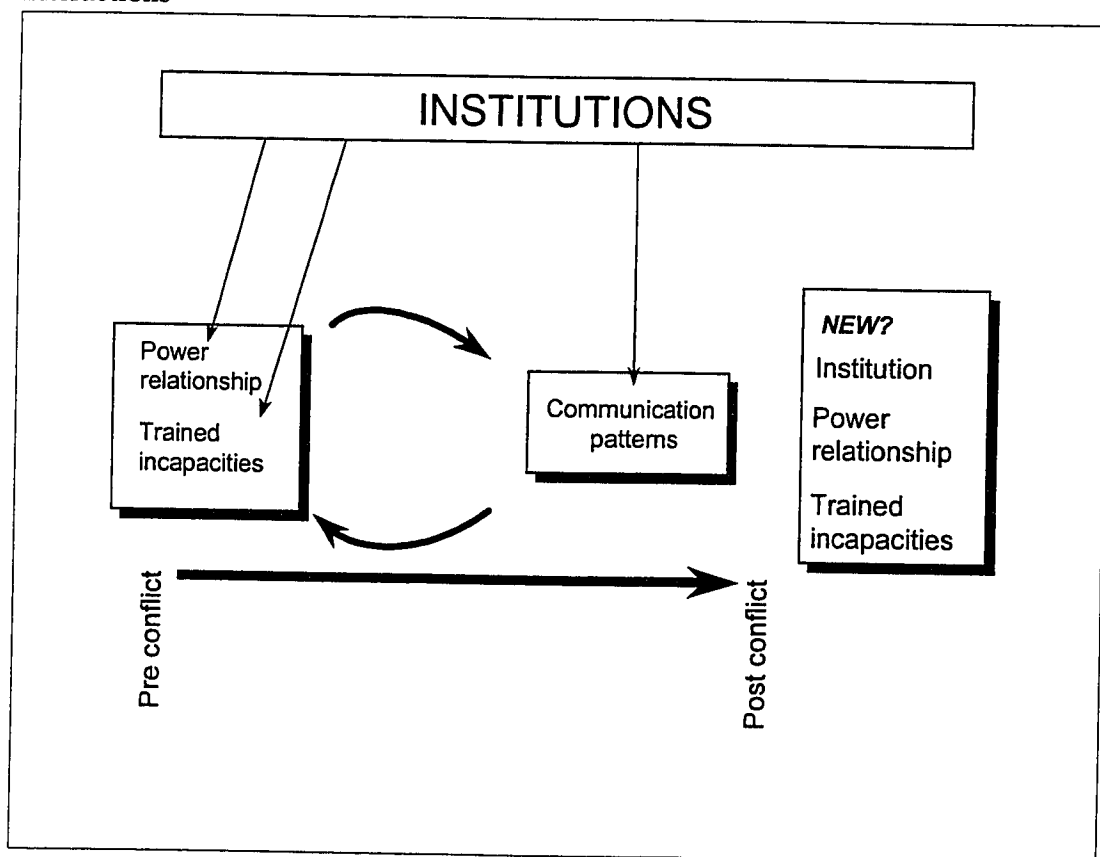 INSTITUTIONS
Power
relationship
Trained
incapacities
Communication
patterns
NEW?
Institution
Power
relationship
Trained
incapacities
Pre conflict
Post conflict